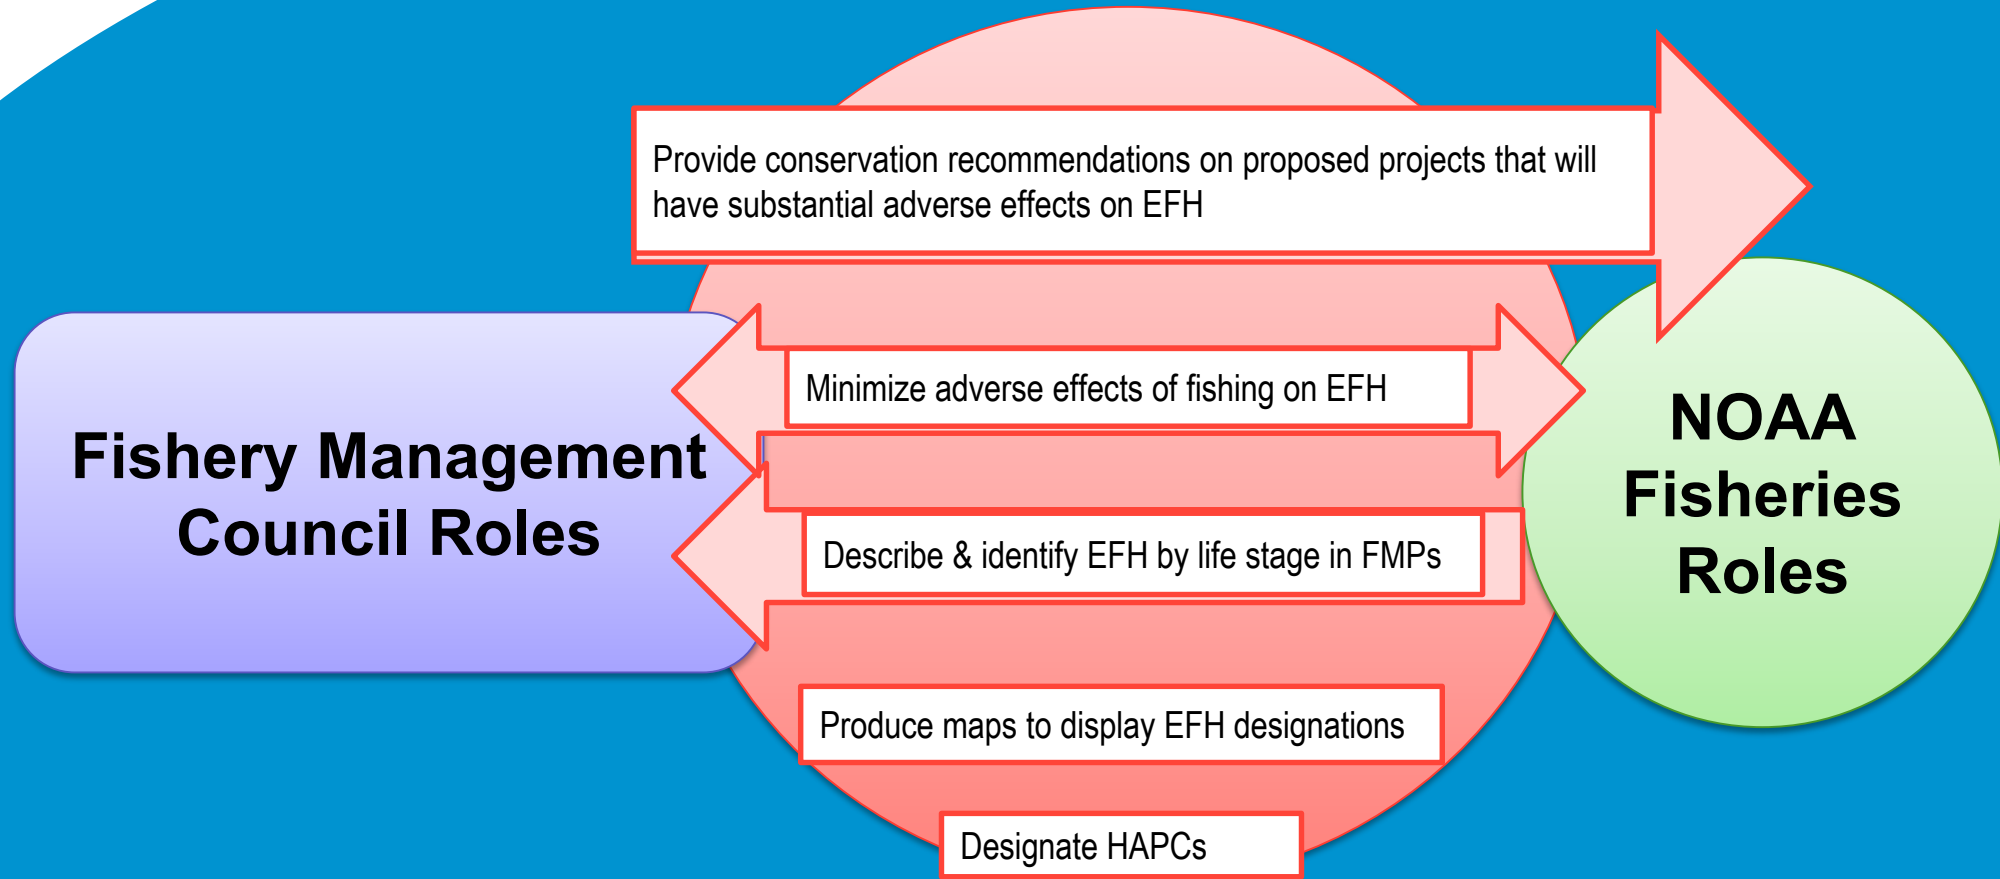 Provide conservation recommendations on proposed projects that will
have substantial adverse effects on EFH
Minimize adverse effects of fishing on EFH
Fishery Management
Council Roles
NOAA
Fisheries
Roles
Describe & identify EFH by life stage in FMPs
Produce maps to display EFH designations
Designate HAPCs